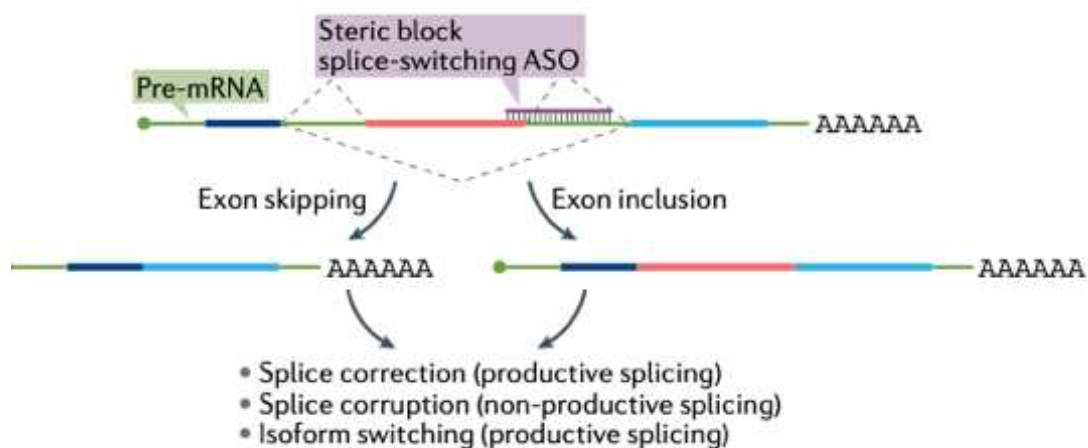 Steric block
splice-switching ASO
Pre-mRNA
AAAAAA
Exon skipping
Exon inclusion
AAAAAA
AAAAAA
• Splice correction (productive splicing)
• Splice corruption (non-productive splicing)
• Isoform switching (productive splicing)